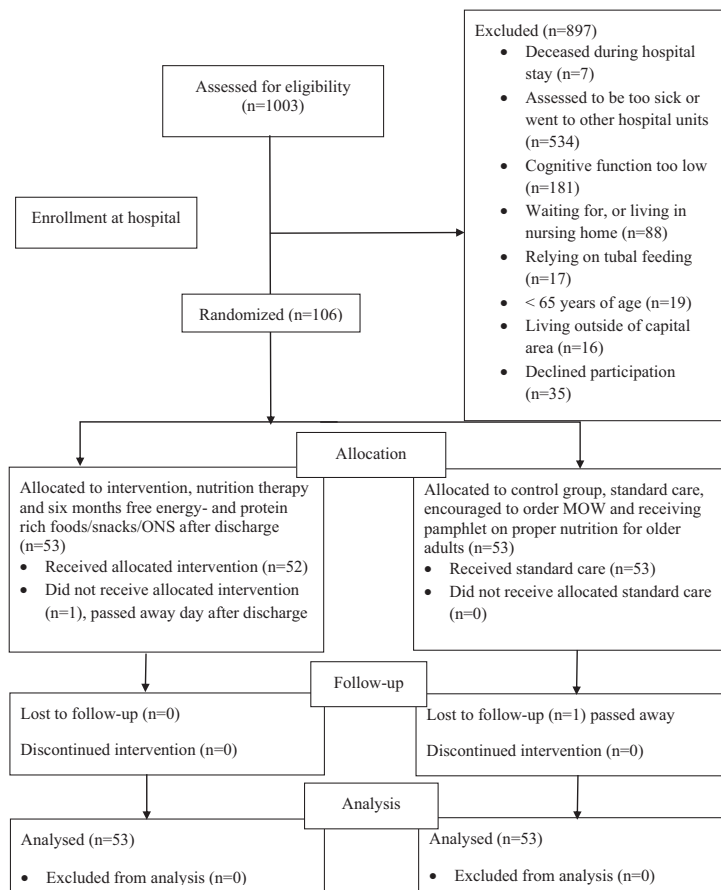 Assessed for eligibility
(n=1003)
Excluded (n=897)
• Deceased during hospital
stay (n=7)
• Assessed to be too sick or
went to other hospital units
(n=534)
• Cognitive function too low
(n=181)
• Waiting for, or living in
nursing home (n=88)
• Relying on tubal feeding
(n=17)
• < 65 years of age (n=19)
• Living outside of capital
area (n=16)
• Declined participation
(n=35)
Enrollment at hospital
Randomized (n=106)
Allocation
Allocated to intervention, nutrition therapy
and six months free energy- and protein
rich foods/snacks/ONS after discharge
(n=53)
• Received allocated intervention (n=52)
• Did not receive allocated intervention
(n=1), passed away day after discharge
Allocated to control group, standard care,
encouraged to order MOW and receiving
pamphlet on proper nutrition for older
adults (n=53)
• Received standard care (n=53)
• Did not receive allocated standard care
(n=0)
Follow-up
Lost to follow-up (n=0)
Discontinued intervention (n=0)
Lost to follow-up (n=1) passed away
Discontinued intervention (n=0)
Analysis
Analysed (n=53)
• Excluded from analysis (n=0)
Analysed (n=53)
• Excluded from analysis (n=0)